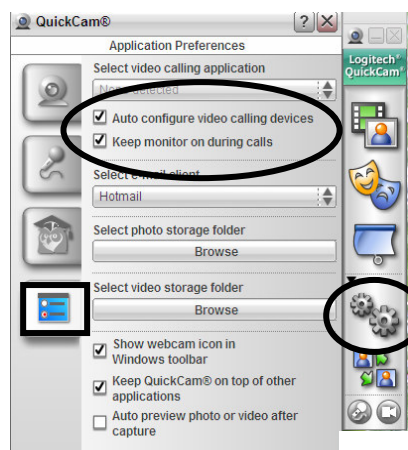 QuickCam®
Application Preferences
Select video calling application
None detected
Auto configure video calling devices
Keep monitor on during calls
Select e-mail client
Hotmail
Select photo storage folder
Browse
Select video storage folder
Browse
Show webcam icon in
Windows toolbar
Keep QuickCam® on top of other
applications
Auto preview photo or video after
capture
Logitech®
QuickCam®